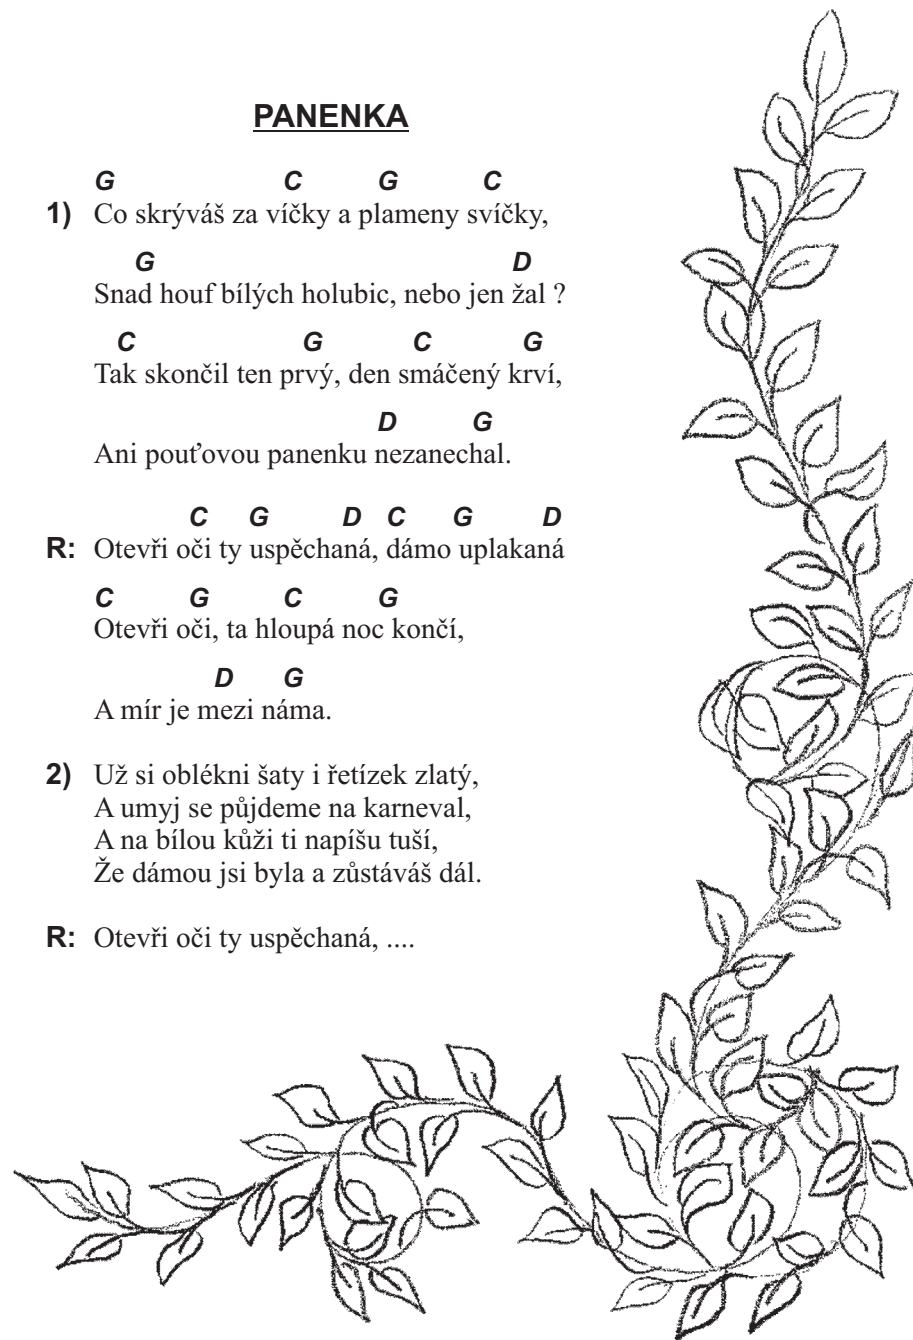 PANENKA
G C G C
1) Co skrýváš za víčky a plameny svíčky,
G D
Snad houf bílých holubic, nebo jen žal ?
C G C G
Tak skončil ten prvý, den smáčený krví,
D G
Ani pouťovou panenku nezanechal.
C G D C G D
R: Otevři oči ty uspěchaná, dámo uplakaná
C G C G
Otevři oči, ta hloupá noc končí,
D G
A mír je mezi náma.
2) Už si oblékni šaty i řetízek zlatý,
A umyj se půjdeme na karneval,
A na bílou kůži ti napíšu tuší,
Že dámou jsi byla a zůstáváš dál.
R: Otevři oči ty uspěchaná, ....